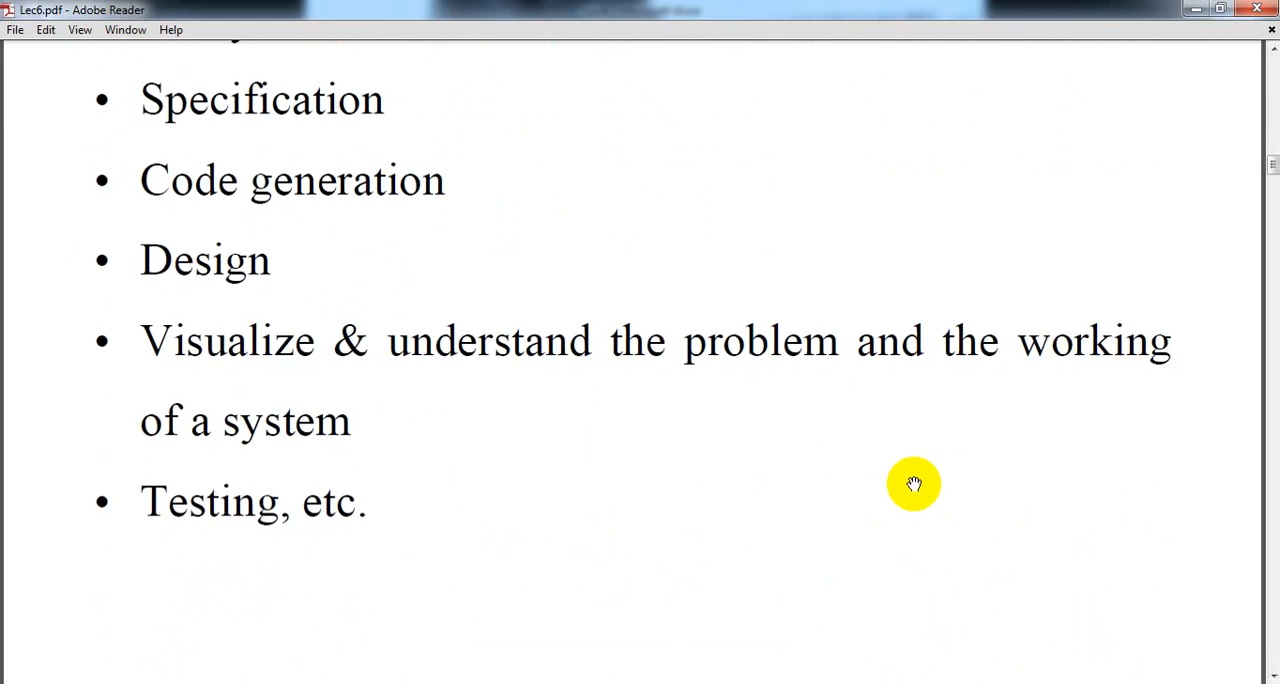 Lec6.pdf - Adobe Reader
File Edit View Window Help
• Specification
• Code generation
• Design
• Visualize & understand the problem and the working
of a system
• Testing, etc.